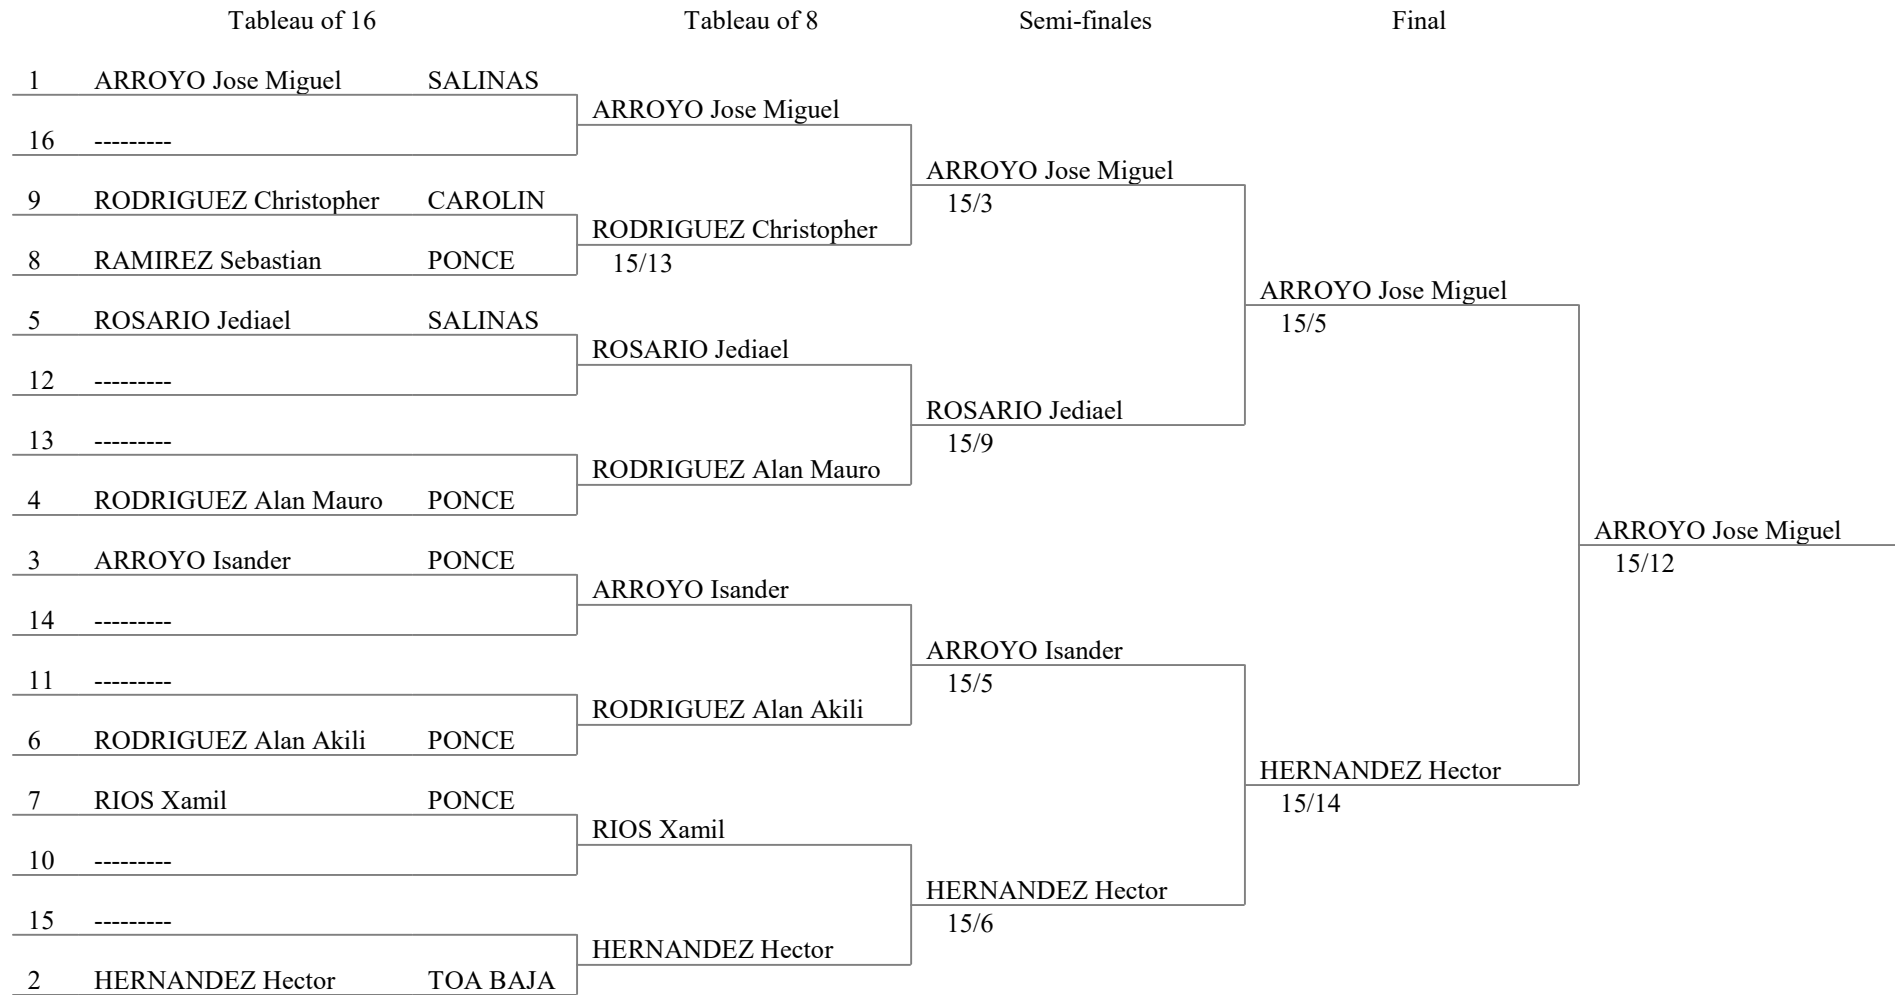 Tableau of 16 Tableau of 8 Semi-finales Final
1 ARROYO Jose Miguel SALINAS
ARROYO Jose Miguel
16 ---------
ARROYO Jose Miguel
15/3
9 RODRIGUEZ Christopher CAROLIN
RODRIGUEZ Christopher
15/13
8 RAMIREZ Sebastian PONCE
ARROYO Jose Miguel
15/5
5 ROSARIO Jediael SALINAS
ROSARIO Jediael
12 ---------
ROSARIO Jediael
15/9
13 ---------
RODRIGUEZ Alan Mauro
4 RODRIGUEZ Alan Mauro PONCE
ARROYO Jose Miguel
15/12
3 ARROYO Isander PONCE
ARROYO Isander
14 ---------
ARROYO Isander
15/5
11 ---------
RODRIGUEZ Alan Akili
6 RODRIGUEZ Alan Akili PONCE
HERNANDEZ Hector
15/14
7 RIOS Xamil PONCE
RIOS Xamil
10 ---------
HERNANDEZ Hector
15/6
15 ---------
HERNANDEZ Hector
2 HERNANDEZ Hector TOA BAJA